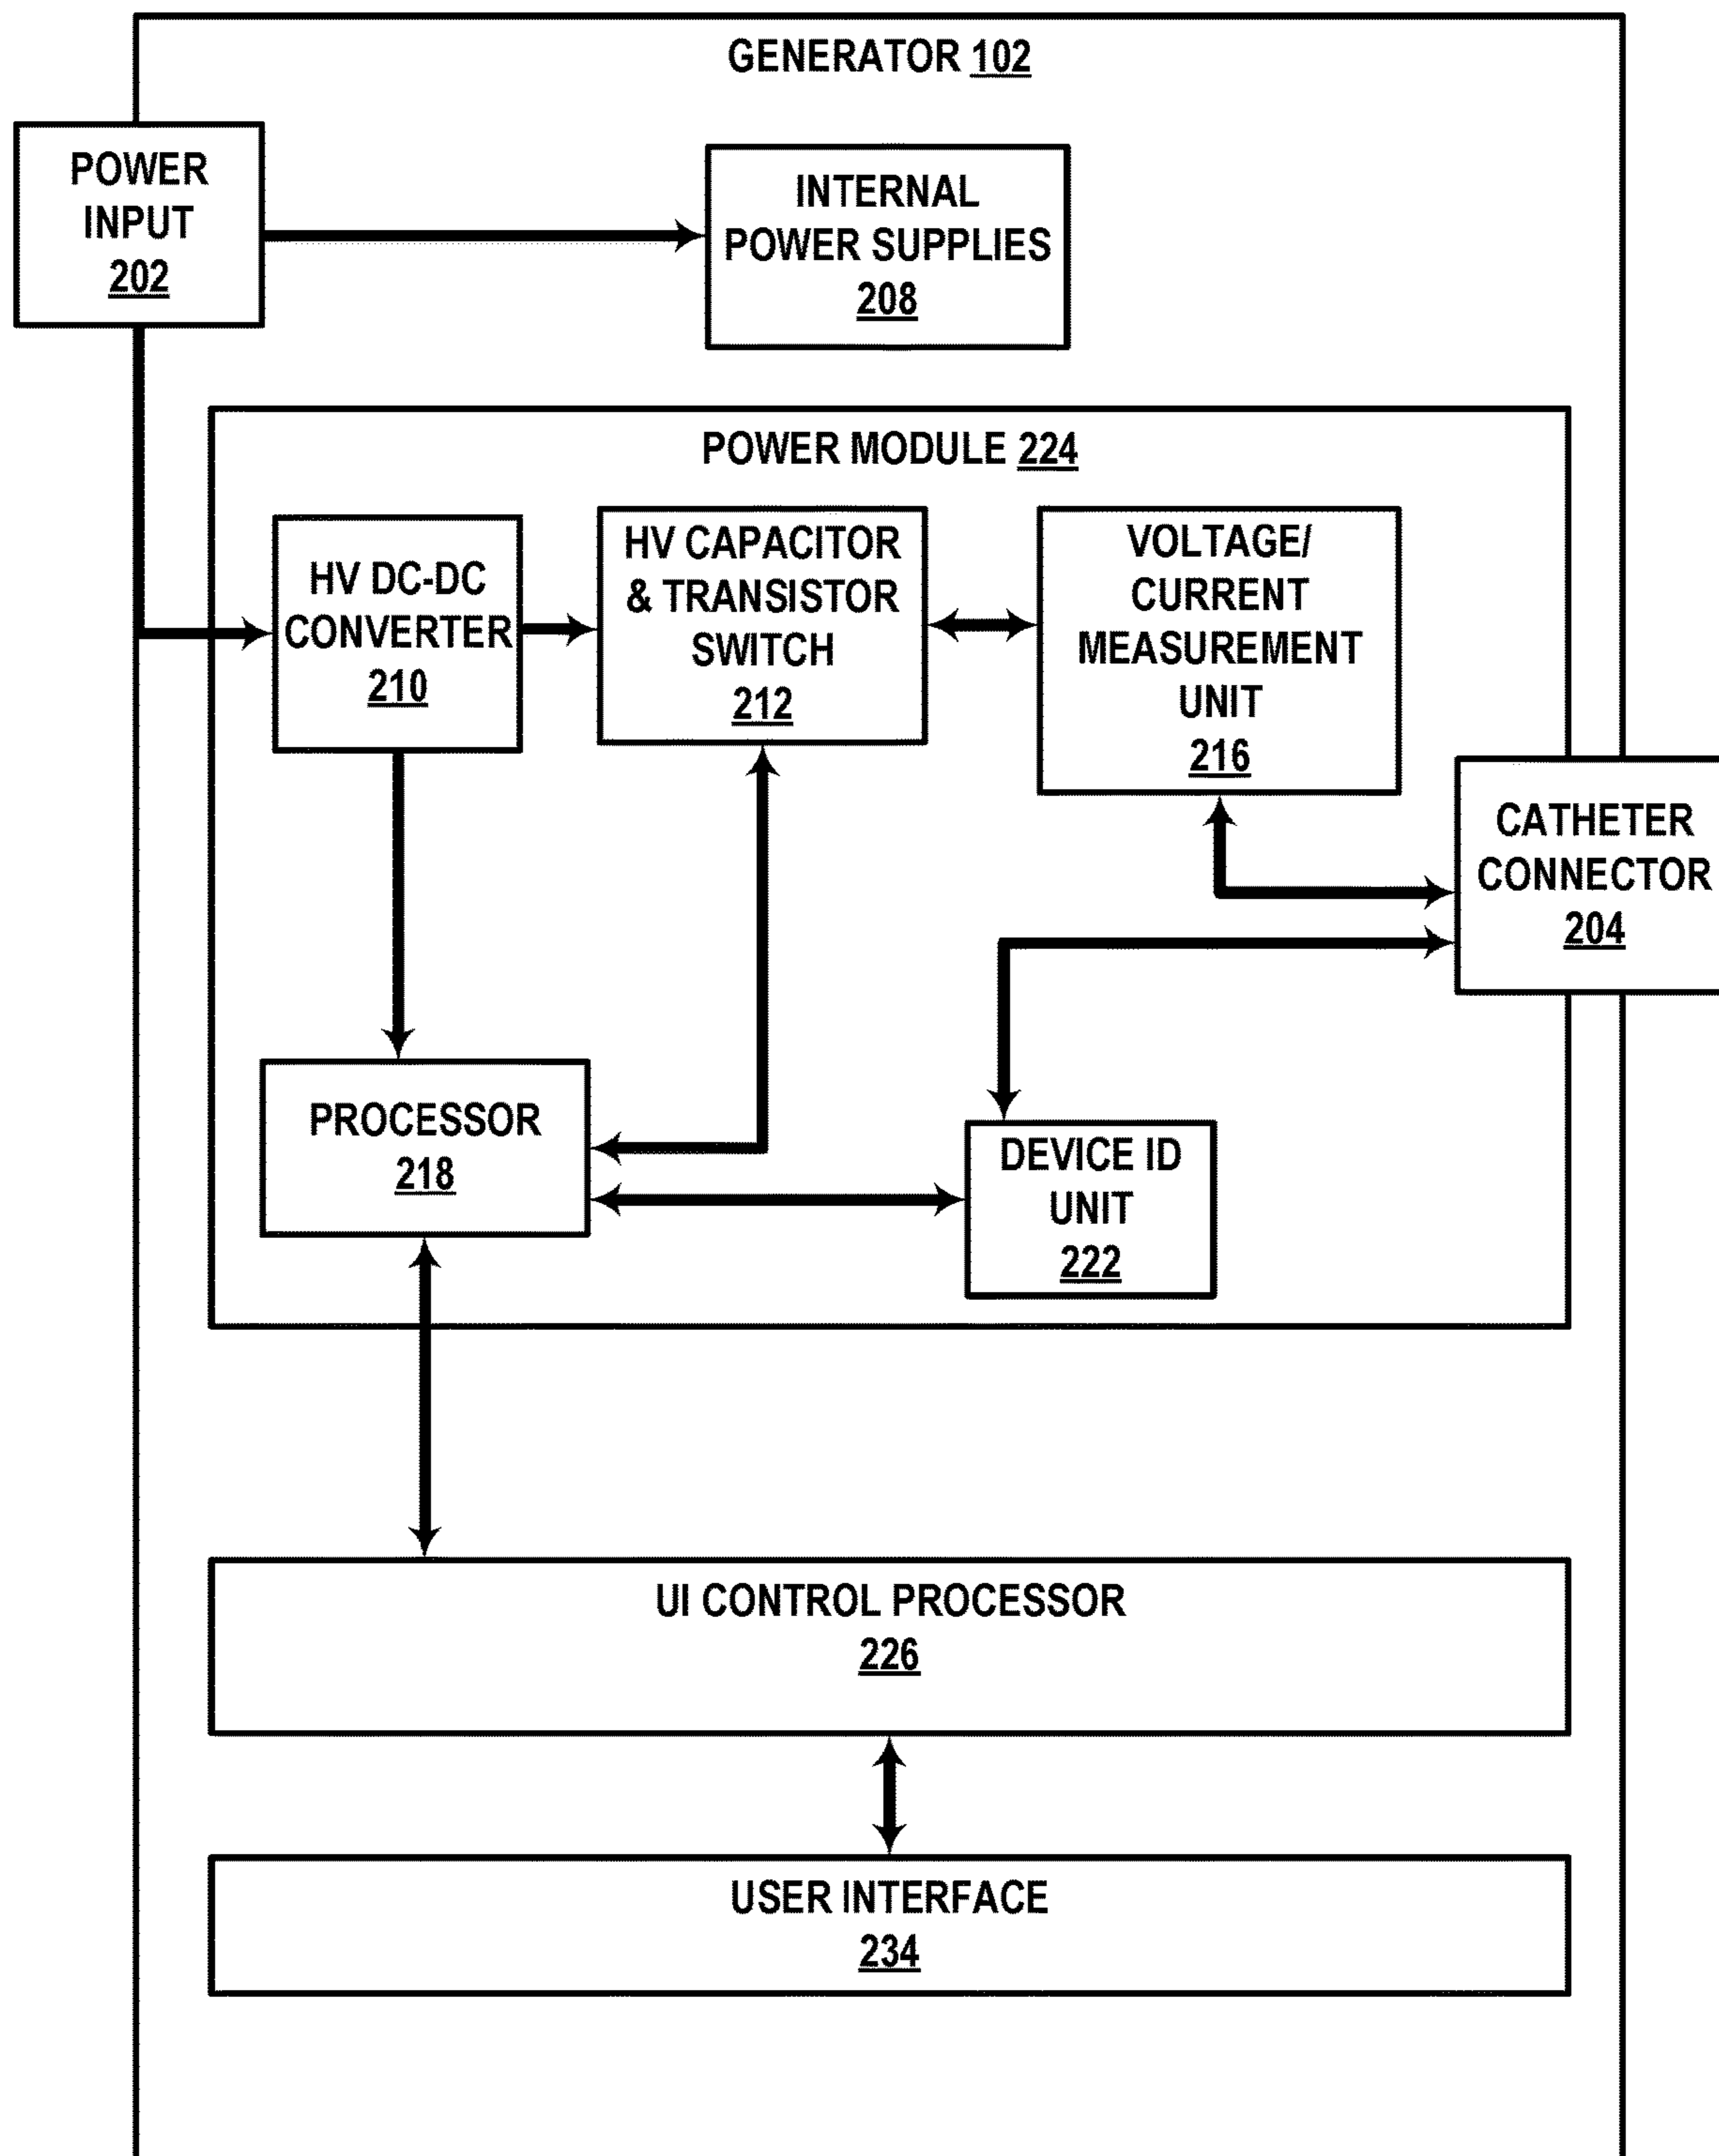 GENERATOR 102
POWER
INPUT
202
INTERNAL
POWER SUPPLIES
208
POWER MODULE 224
HV DC-DC
CONVERTER
210
HV CAPACITOR
& TRANSISTOR
SWITCH
212
VOLTAGE/
CURRENT
MEASUREMENT
UNIT
216
CATHETER
CONNECTOR
204
PROCESSOR
218
DEVICE ID
UNIT
222
UI CONTROL PROCESSOR
226
USER INTERFACE
234